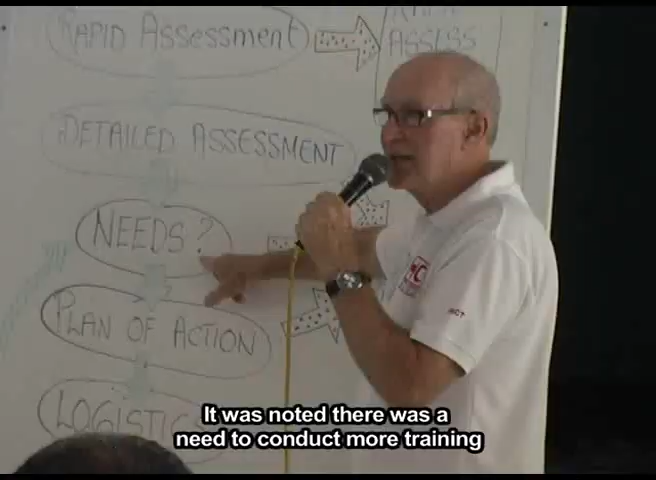 RAPID ASSESSMENT
ASSESS
DETAILED ASSESSMENT
NEEDS?
PLAN OF ACTION
LOGISTIC
It was noted there was a
need to conduct more training